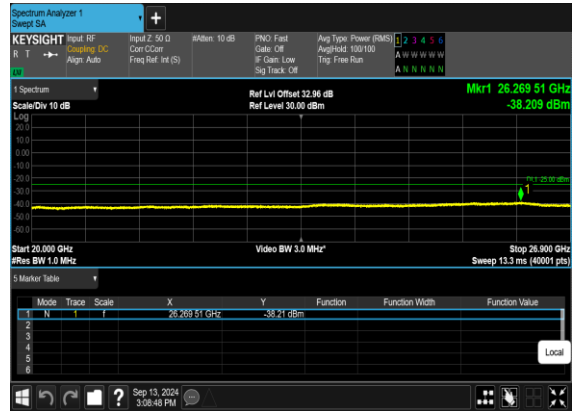 Spectrum Analyzer 1
Swept SA
+
KEYSIGHT Input: RF Input Z: 50 Ω #Atten: 10 dB PNO: Fast Avg Type: Power (RMS) 1 2 3 4 5 6
R T Coupling: DC Corr CCorr Gate: Off Avg|Hold: 100/100 A W W W W W
Align: Auto Freq Ref: Int (S) IF Gain: Low Trig: Free Run
Sig Track: Off A N N N N N
1 Spectrum Ref Lvl Offset 32.96 dB Mkr1 26.269 51 GHz
Scale/Div 10 dB Ref Level 30.00 dBm -38.209 dBm
Log
20.0
10.0
0.00
-10.0
-20.0
-25.00 dBm
1
-30.0
-40.0
-50.0
-60.0
Start 20.000 GHz Video BW 3.0 MHz* Stop 26.900 GHz
#Res BW 1.0 MHz Sweep 13.3 ms (40001 pts)
5 Marker Table
Mode Trace Scale X Y Function Function Width Function Value
1 N 1 f 26.269 51 GHz -38.21 dBm
2
3
4
5
6
Local
? Sep 13, 2024
3:08:48 PM